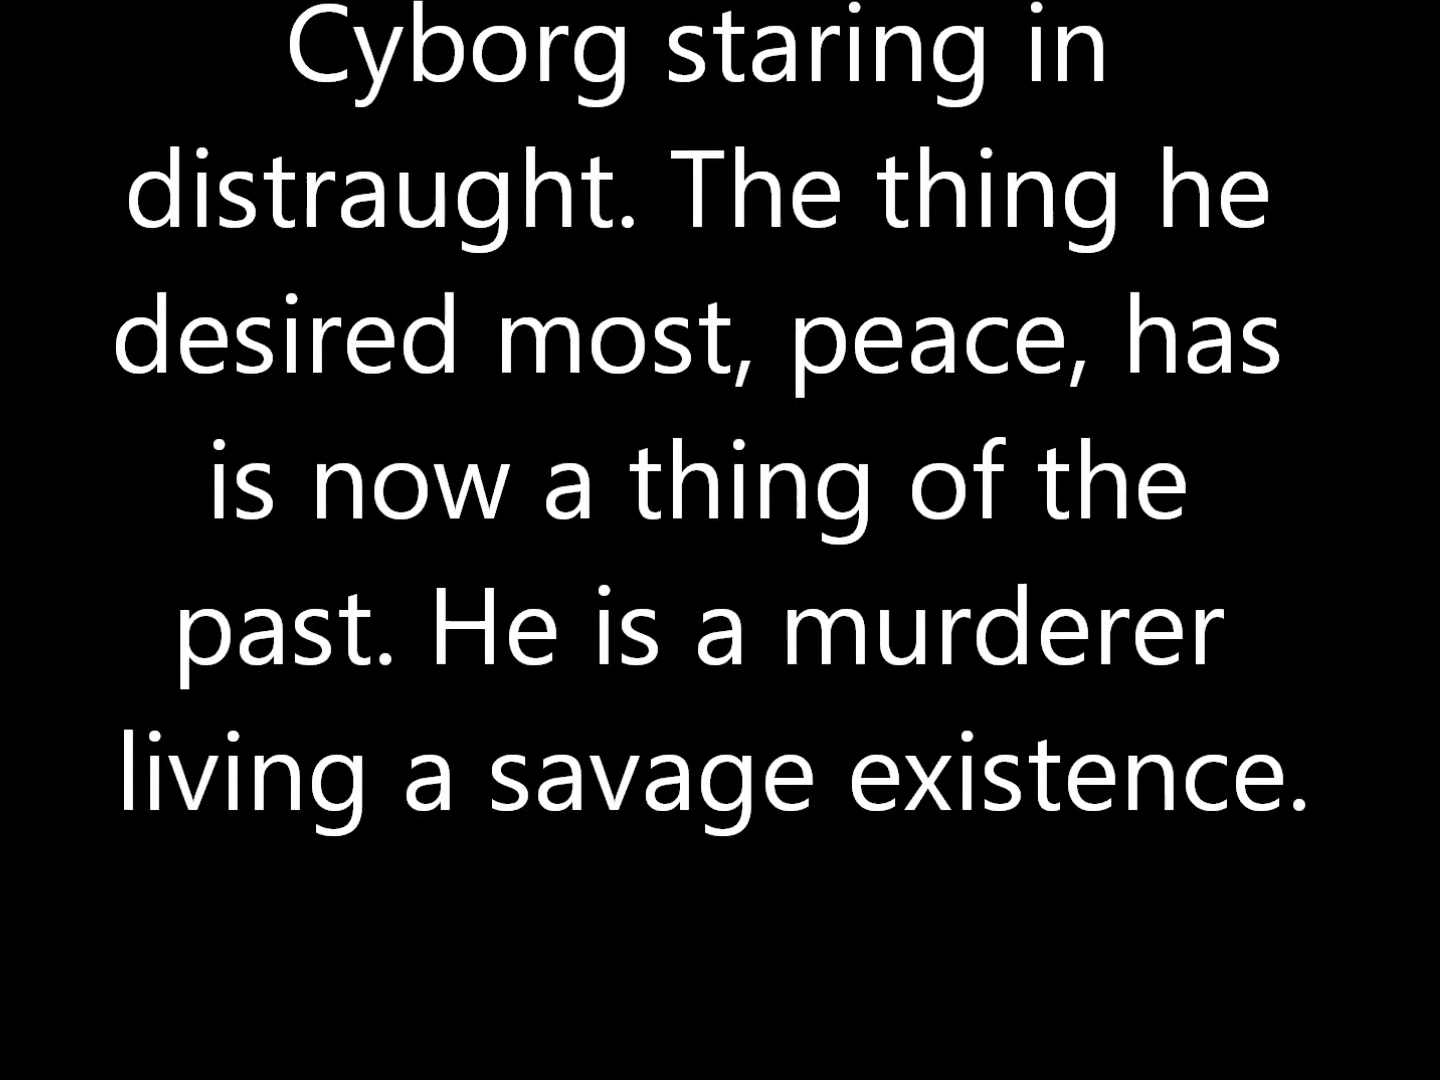 Cyborg staring in
distraught. The thing he
desired most, peace, has
is now a thing of the
past. He is a murderer
living a savage existence.